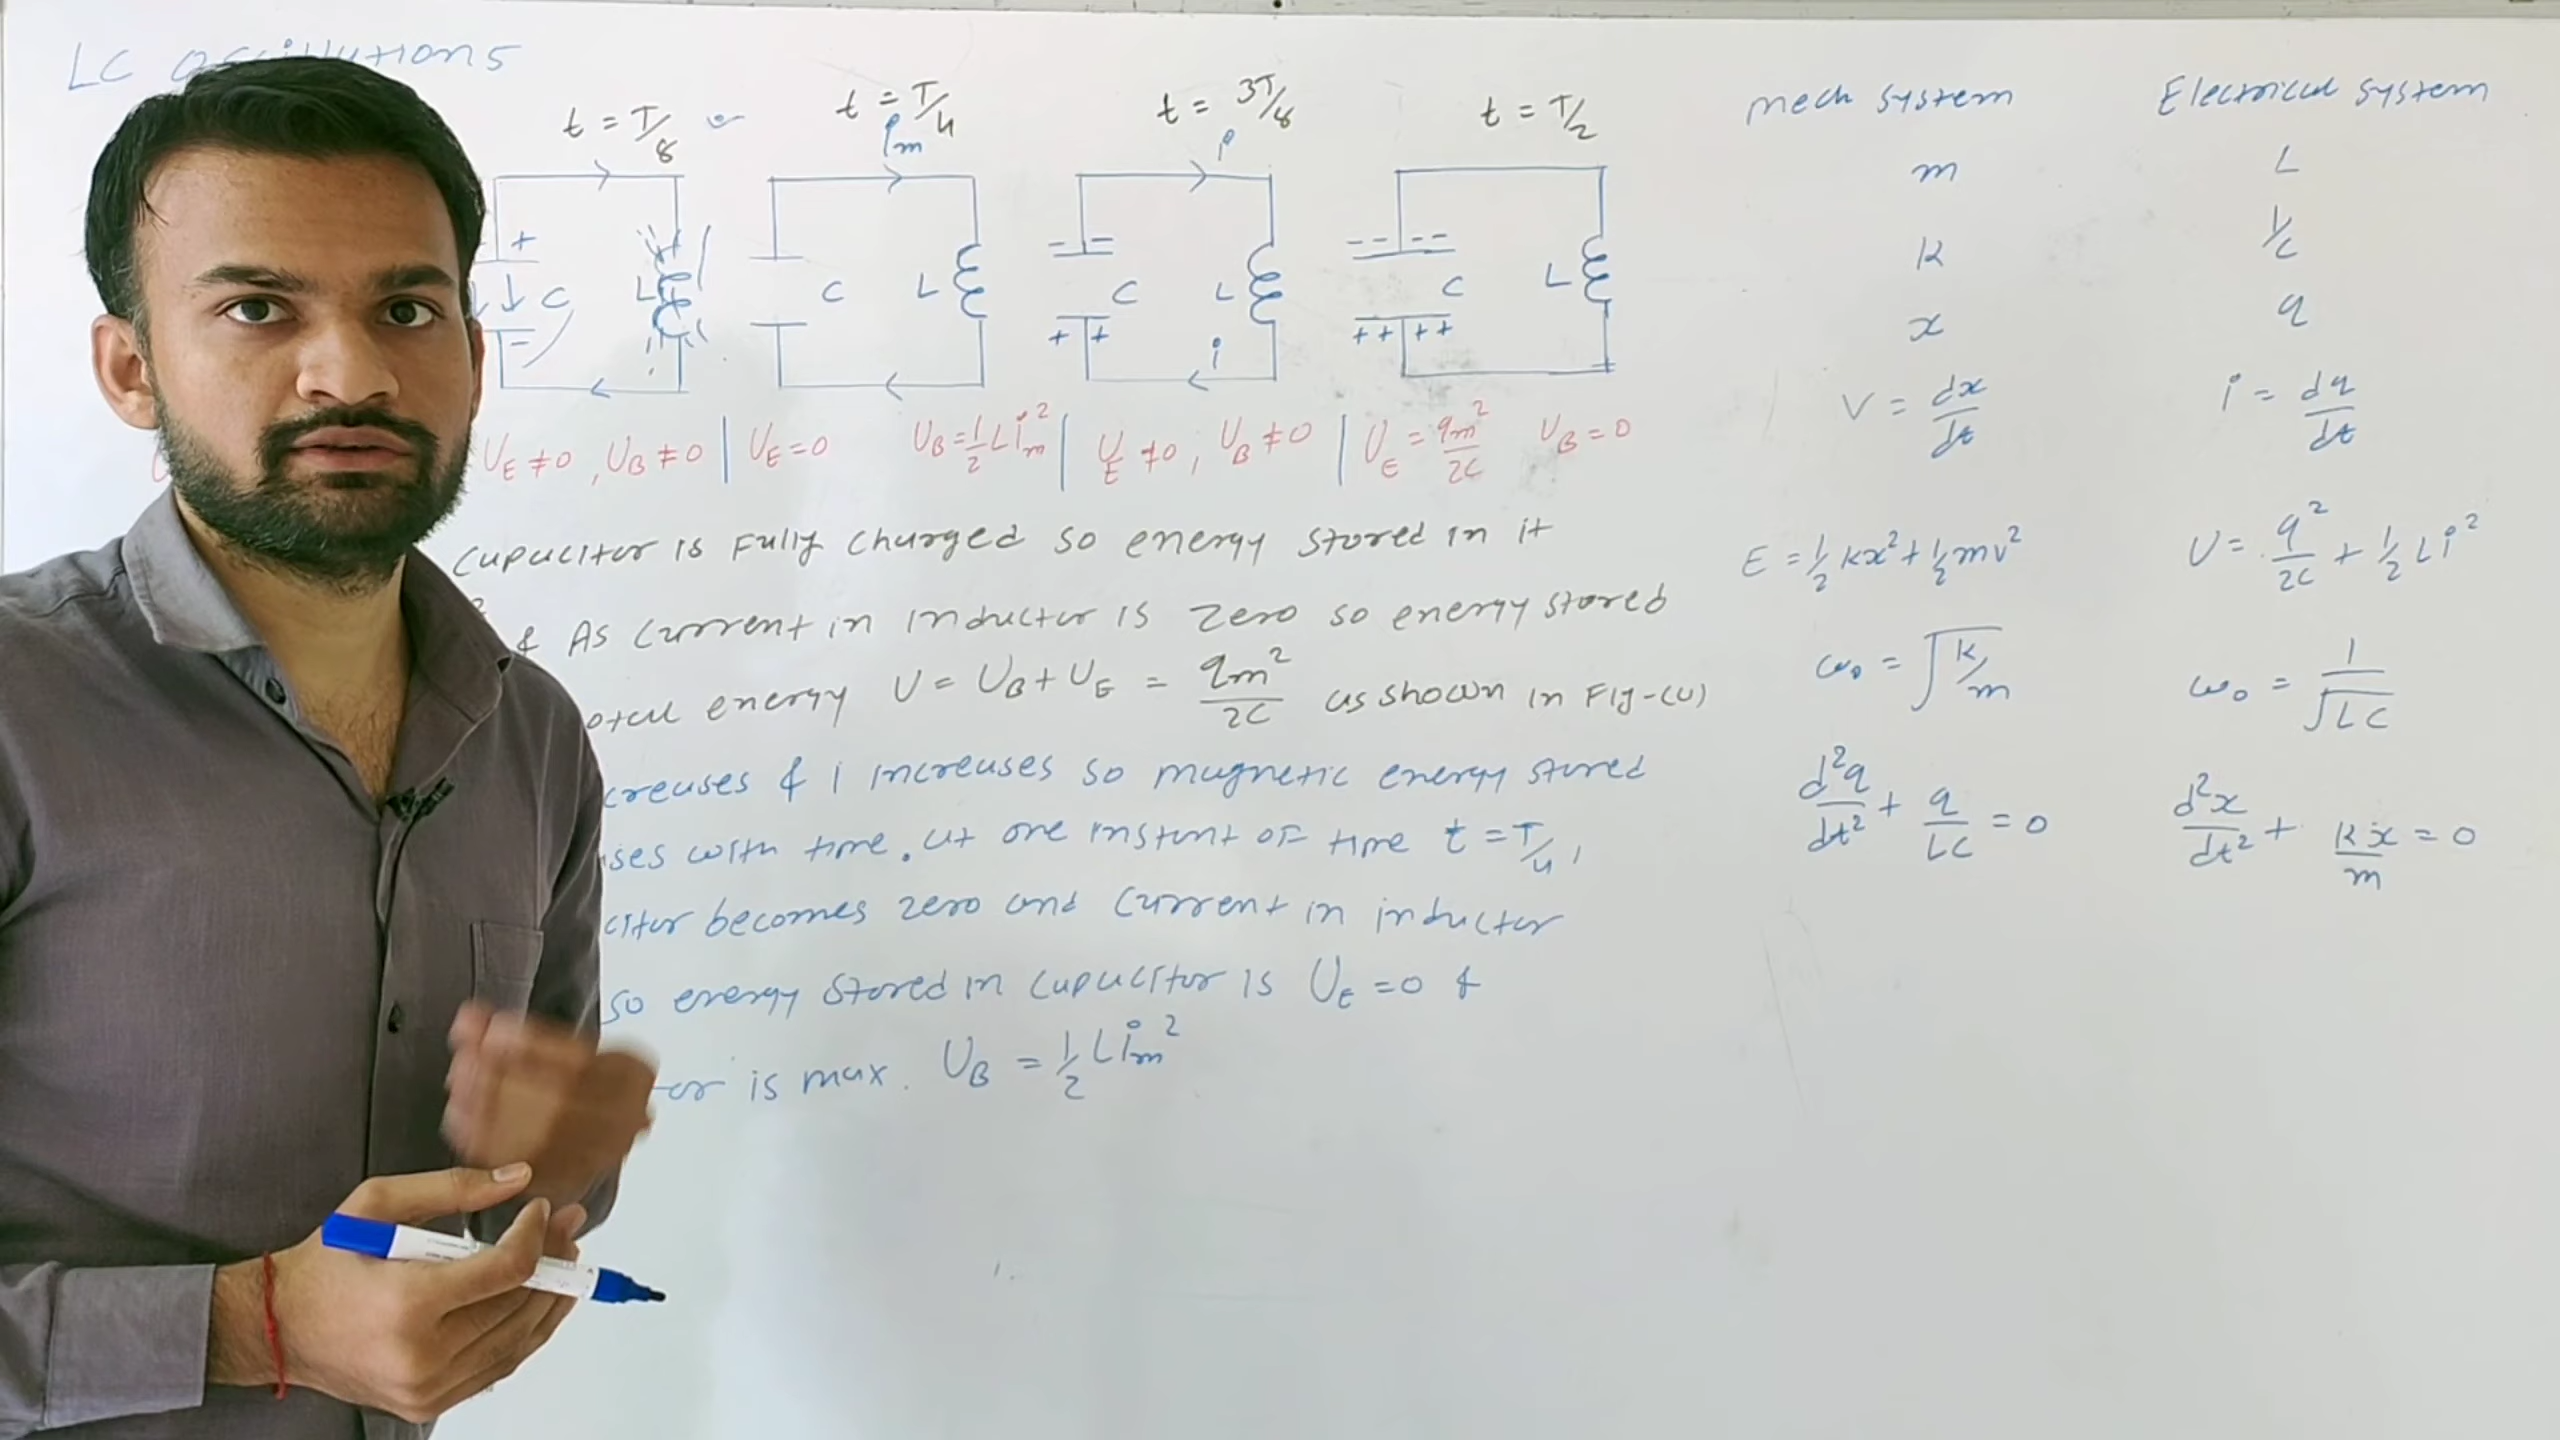 LC oscillations
t = T/8
t = T/4
t = 3T/8
t = T/2
im
i
+ C L -
C L
- - C L + + i
- - - - C L + + + +
UE ≠ 0 , UB ≠ 0 | UE = 0 UB = 1/2 L im² | UE ≠ 0 , UB ≠ 0 | UE = qm²/2C UB = 0
capacitor is fully charged so energy stored in it
& As current in inductor is zero so energy stored
energy U = UB + UE = qm²/2C as shown in Fig-
creases & i increases so magnetic energy stored
ses with time. at one instant of time t = T/4,
citor becomes zero and current in inductor
so energy stored in capacitor is UE = 0 &
or is max. UB = 1/2 L im²
mech system Electrical system
m L
k 1/C
x q
V = dx/dt i = dq/dt
E = 1/2 kx² + 1/2 mv² U = q²/2C + 1/2 Li²
ω₀ = √k/m ω₀ = 1/√LC
d²q/dt² + q/LC = 0 d²x/dt² + kx/m = 0